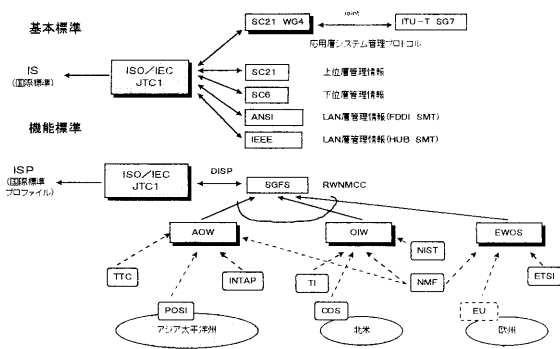 基本標準
SC21 WG4
joint
ITU-T SG7
応用層システム管理プロトコル
IS
(国際標準)
ISO/IEC
JTC1
SC21
上位層管理情報
SC6
下位層管理情報
ANSI
LAN層管理情報(FDDI SMT)
IEEE
LAN層管理情報(HUB SMT)
機能標準
ISP
(国際標準
プロファイル)
ISO/IEC
JTC1
DISP
SGFS
RWNMCC
AOW
OIW
EWOS
NIST
TTC
INTAP
TI
NMF
ETSI
POSI
COS
EU
アジア太平洋州
北米
欧州